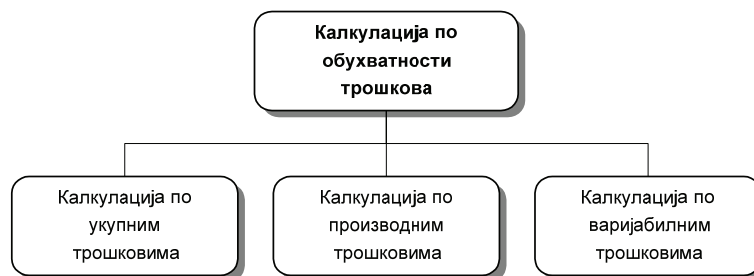 Калкулација по
обухватности
трошкова
Калкулација по
укупним
трошковима
Калкулација по
производним
трошковима
Калкулација по
варијабилним
трошковима